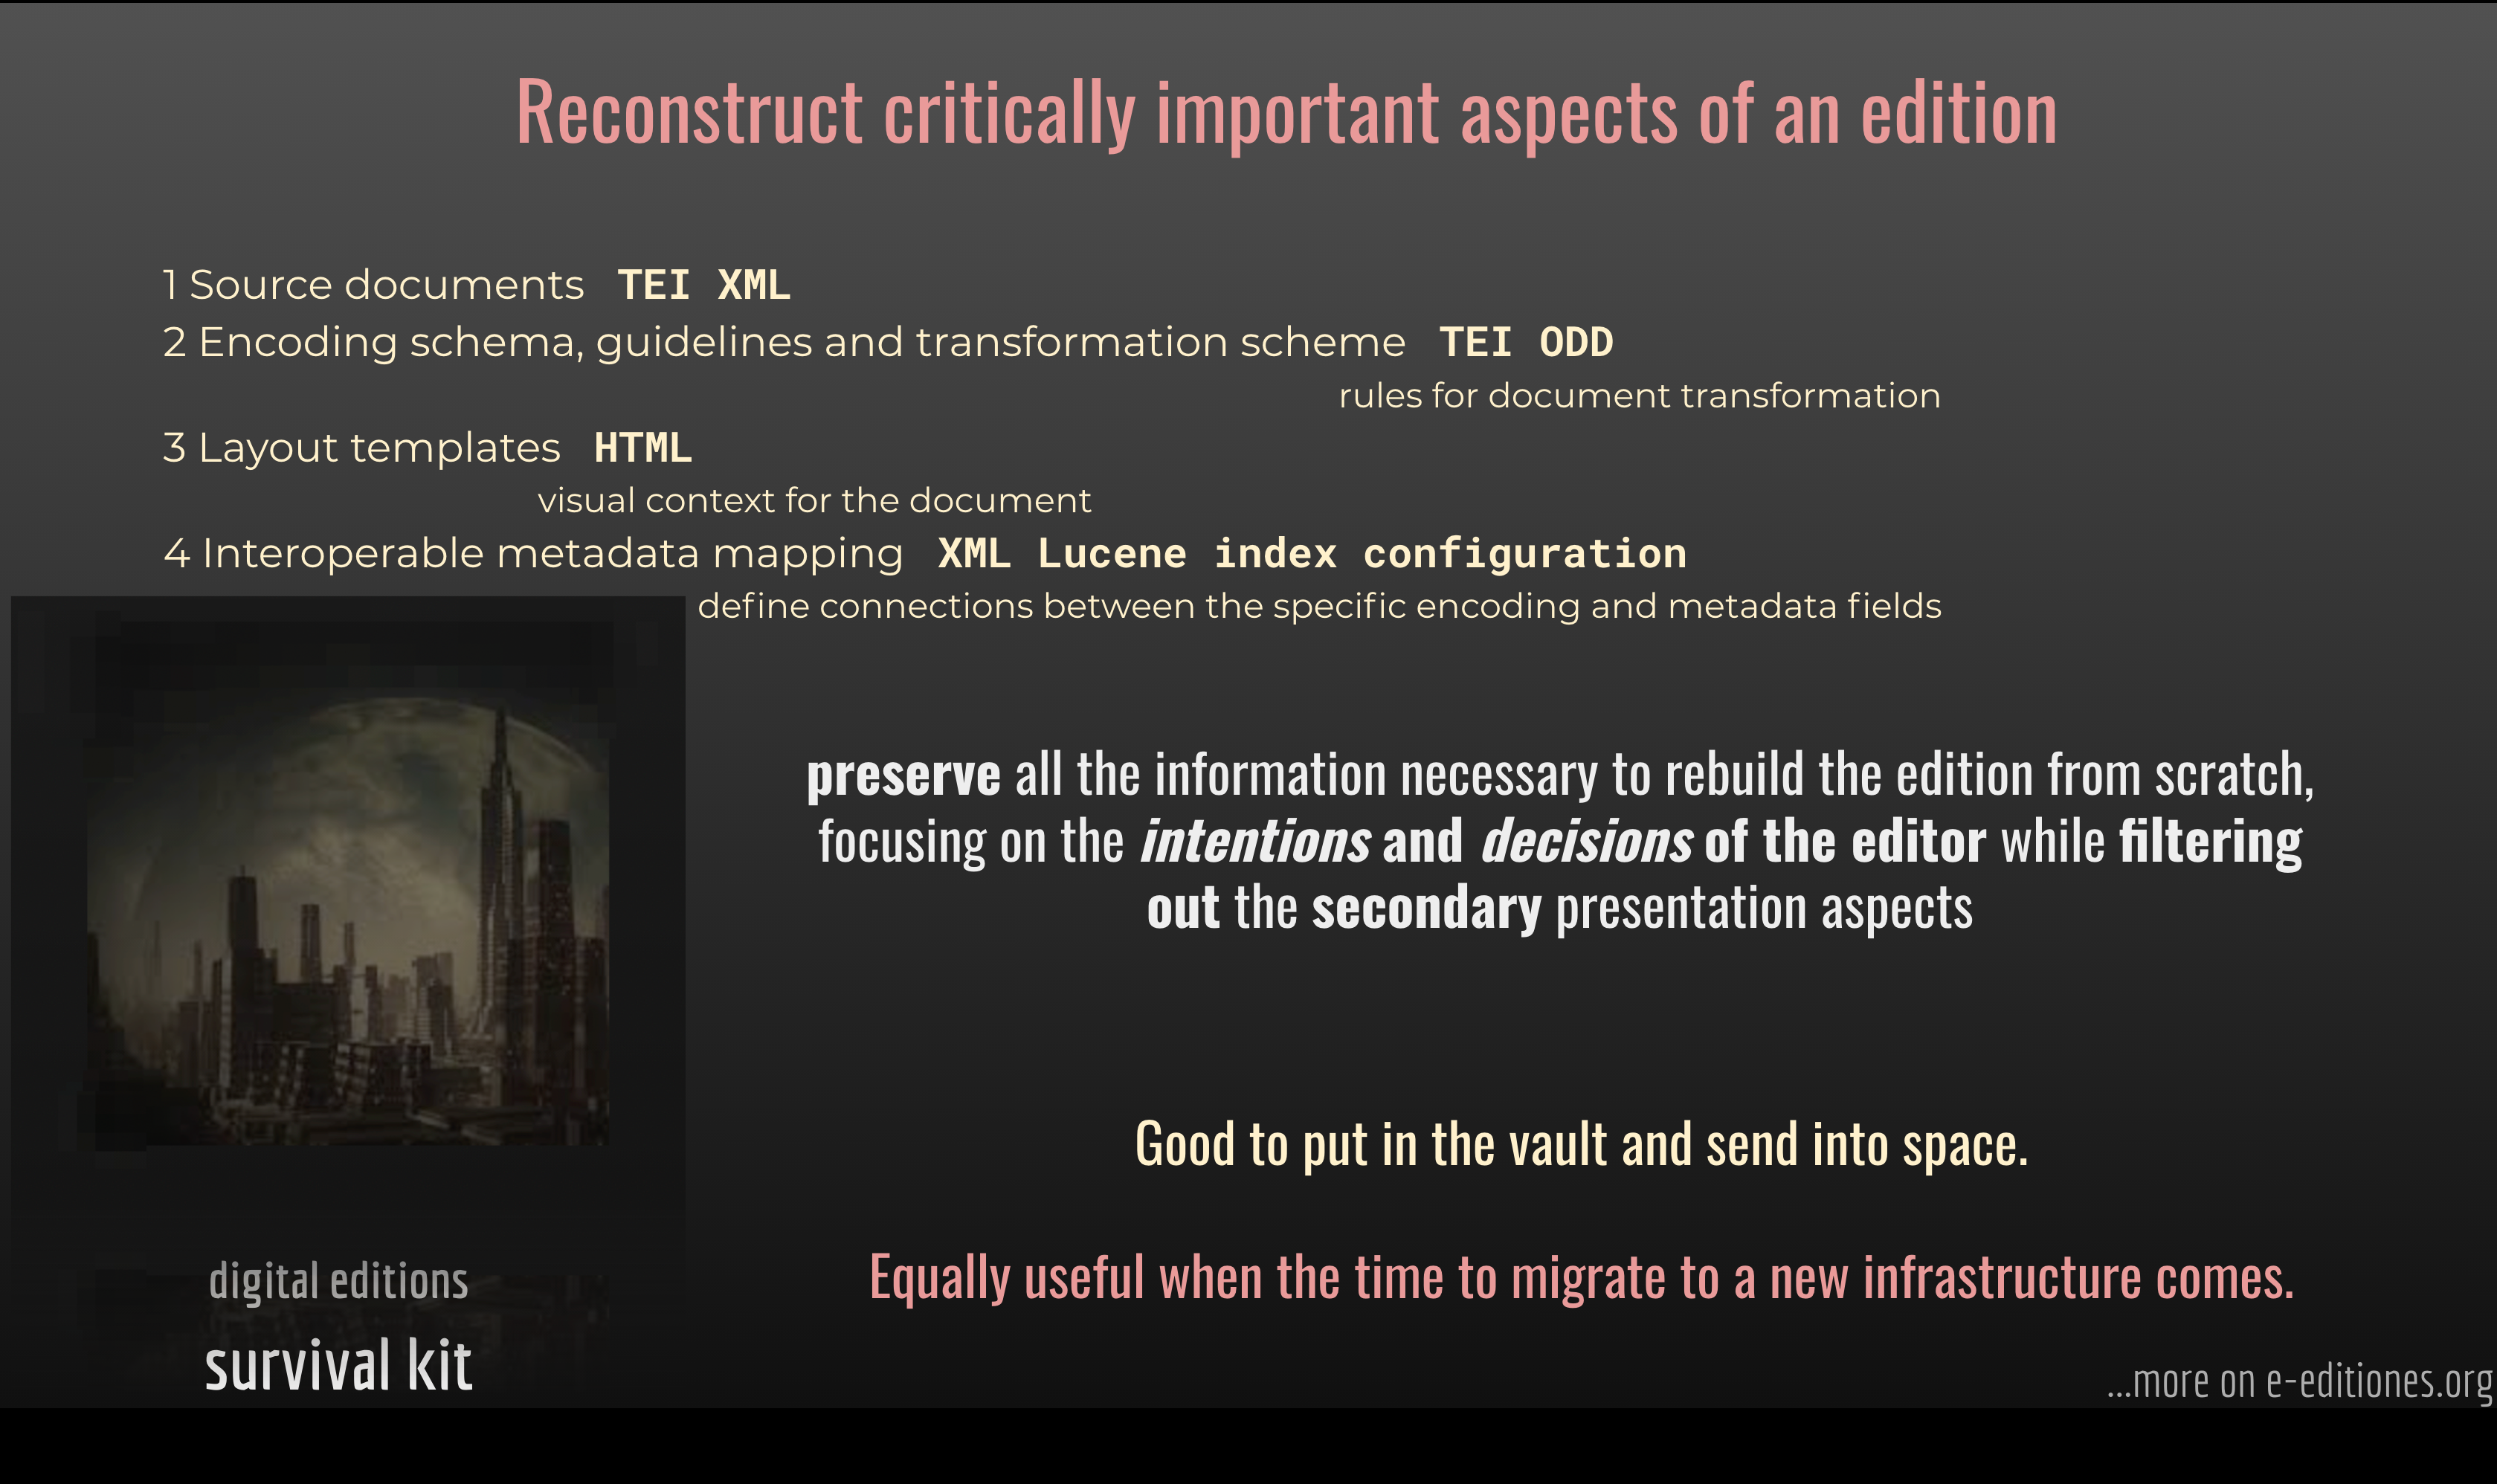 Reconstruct critically important aspects of an edition
1 Source documents TEI XML
2 Encoding schema, guidelines and transformation scheme TEI ODD
rules for document transformation
3 Layout templates HTML
visual context for the document
4 Interoperable metadata mapping XML Lucene index configuration
define connections between the specific encoding and metadata fields
preserve all the information necessary to rebuild the edition from scratch,
focusing on the intentions and decisions of the editor while filtering
out the secondary presentation aspects
Good to put in the vault and send into space.
Equally useful when the time to migrate to a new infrastructure comes.
digital editions
survival kit
...more on e-editiones.org